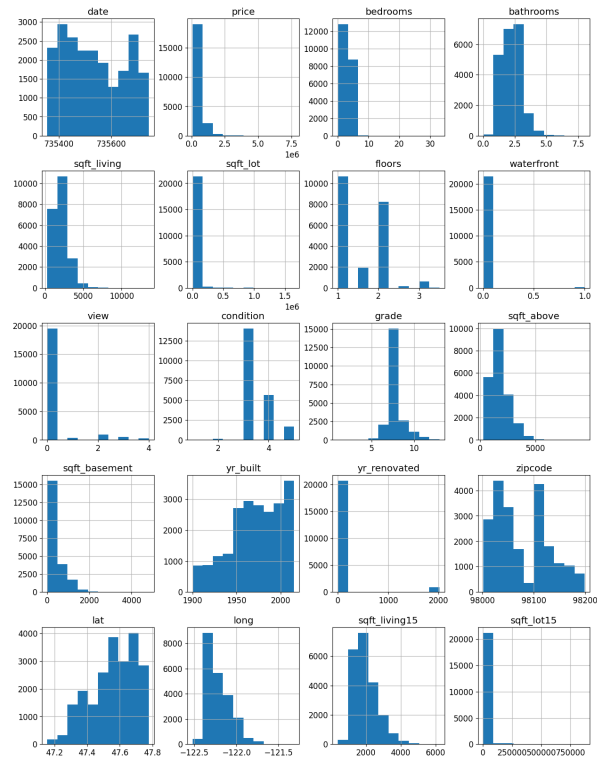 date
3000
2500
2000
1500
1000
500
0
735400 735600
price
15000
10000
5000
0
0.0 2.5 5.0 7.5
1e6
bedrooms
12000
10000
8000
6000
4000
2000
0
0 10 20 30
bathrooms
6000
4000
2000
0
0.0 2.5 5.0 7.5
sqft_living
10000
8000
6000
4000
2000
0
0 5000 10000
sqft_lot
20000
15000
10000
5000
0
0.0 0.5 1.0 1.5
1e6
floors
10000
8000
6000
4000
2000
0
1 2 3
waterfront
20000
15000
10000
5000
0
0.0 0.5 1.0
view
20000
15000
10000
5000
0
0 1 2 3 4
condition
12500
10000
7500
5000
2500
0
2 4
grade
15000
10000
5000
0
5 10
sqft_above
10000
8000
6000
4000
2000
0
0 5000
sqft_basement
15000
12500
10000
7500
5000
2500
0
0 2000 4000
yr_built
3000
2000
1000
0
1900 1950 2000
yr_renovated
20000
15000
10000
5000
0
0 1000 2000
zipcode
4000
3000
2000
1000
0
98000 98100 98200
lat
4000
3000
2000
1000
0
47.2 47.4 47.6 47.8
long
8000
6000
4000
2000
0
−122.5 −122.0 −121.5
sqft_living15
6000
4000
2000
0
2000 4000 6000
sqft_lot15
20000
15000
10000
5000
0
0 250000500000750000